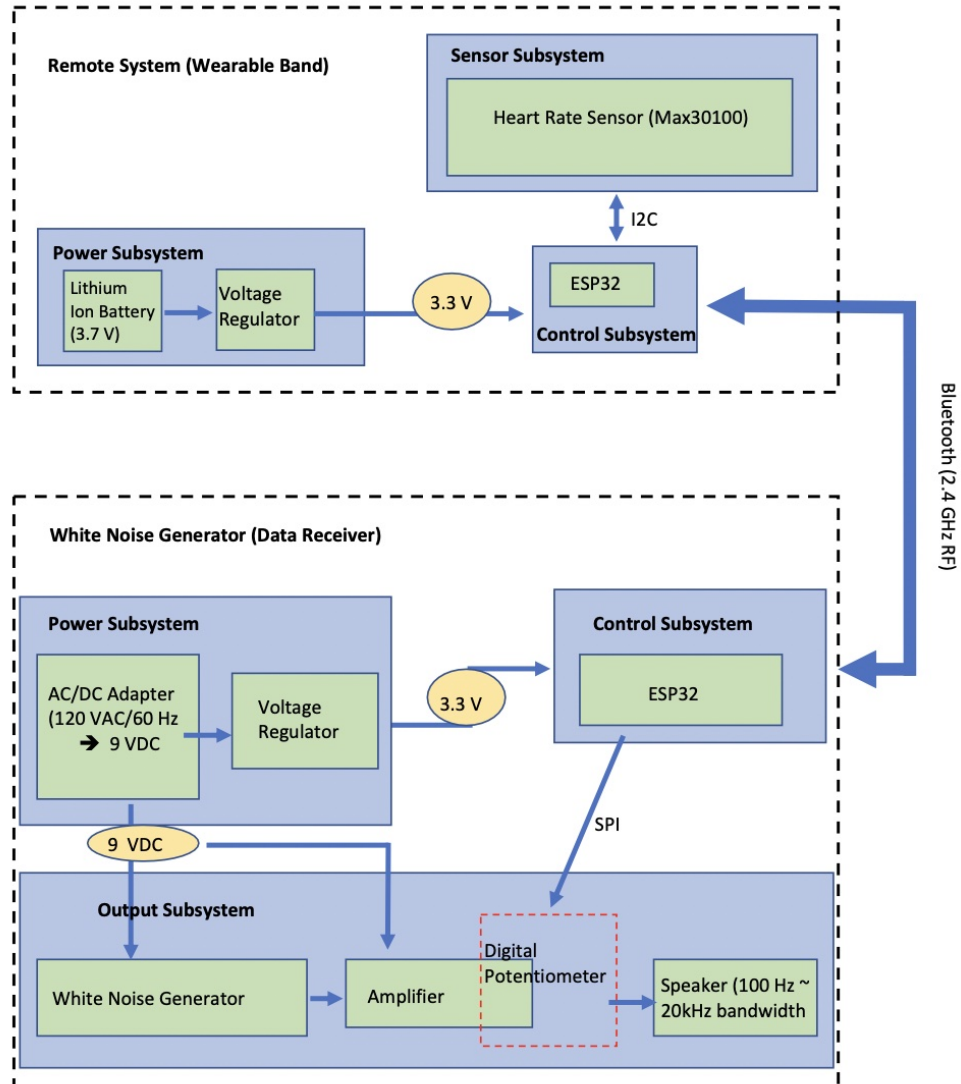 Remote System (Wearable Band)
Sensor Subsystem
Heart Rate Sensor (Max30100)
I2C
Power Subsystem
Lithium
Ion Battery
(3.7 V)
Voltage
Regulator
3.3 V
ESP32
Control Subsystem
Bluetooth (2.4 GHz RF)
White Noise Generator (Data Receiver)
Power Subsystem
AC/DC Adapter
(120 VAC/60 Hz
➔ 9 VDC
Voltage
Regulator
3.3 V
Control Subsystem
ESP32
SPI
9 VDC
Output Subsystem
White Noise Generator
Amplifier
Digital
Potentiometer
Speaker (100 Hz ~
20kHz bandwidth